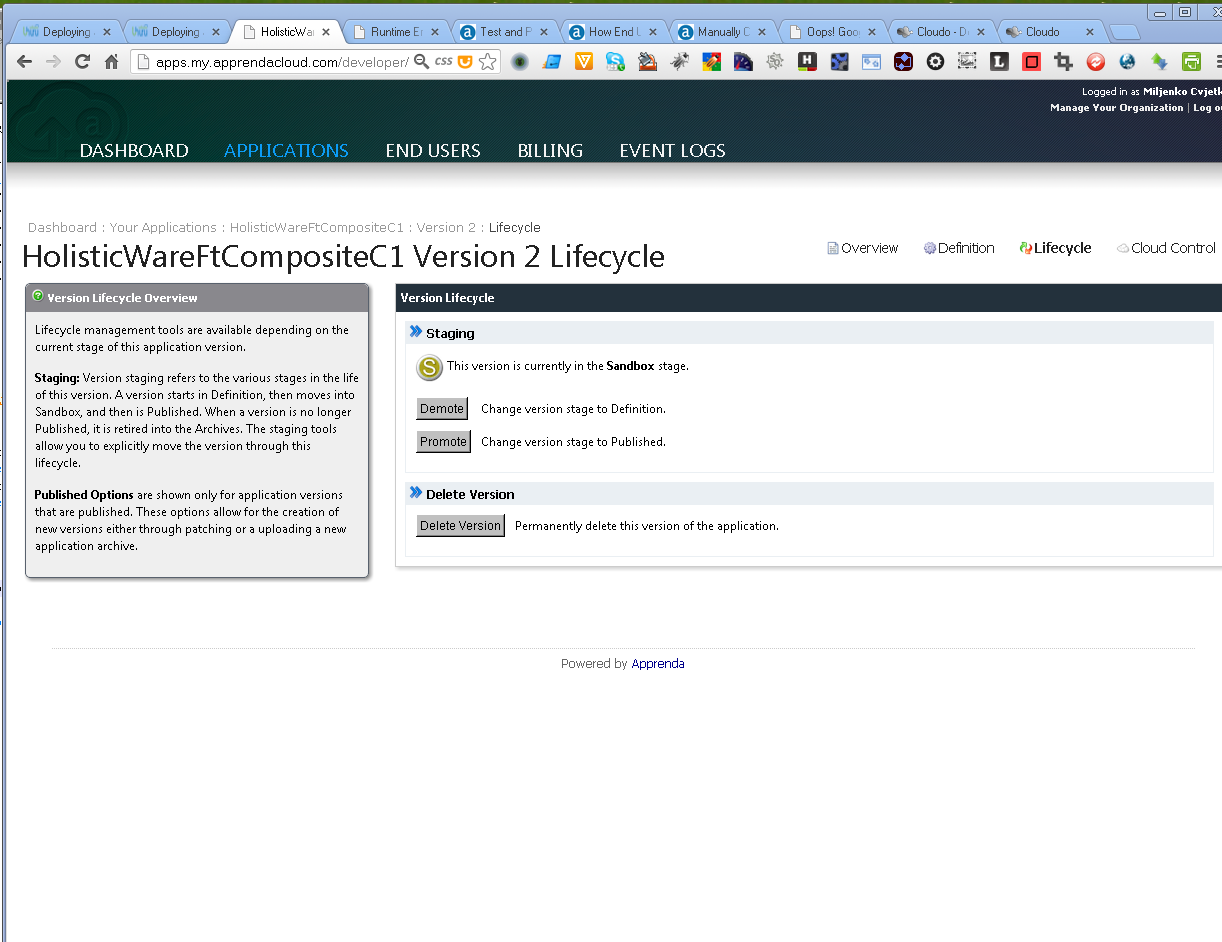 Deploying
Deploying
HolisticWa
Runtime E
Test and P
How End U
Manually C
Oops! Goo
Cloudo - D
Cloudo
apps.my.apprendacloud.com/developer/
CSS
Logged in as Miljenko Cvjetk
Manage Your Organization | Log ou
DASHBOARD APPLICATIONS END USERS BILLING EVENT LOGS
Dashboard : Your Applications : HolisticWareFtCompositeC1 : Version 2 : Lifecycle
HolisticWareFtCompositeC1 Version 2 Lifecycle
Overview Definition Lifecycle Cloud Control
Version Lifecycle Overview
Lifecycle management tools are available depending on the
current stage of this application version.
Staging: Version staging refers to the various stages in the life
of this version. A version starts in Definition, then moves into
Sandbox, and then is Published. When a version is no longer
Published, it is retired into the Archives. The staging tools
allow you to explicitly move the version through this
lifecycle.
Published Options are shown only for application versions
that are published. These options allow for the creation of
new versions either through patching or a uploading a new
application archive.
Version Lifecycle
Staging
S This version is currently in the Sandbox stage.
Demote Change version stage to Definition.
Promote Change version stage to Published.
Delete Version
Delete Version Permanently delete this version of the application.
Powered by Apprenda